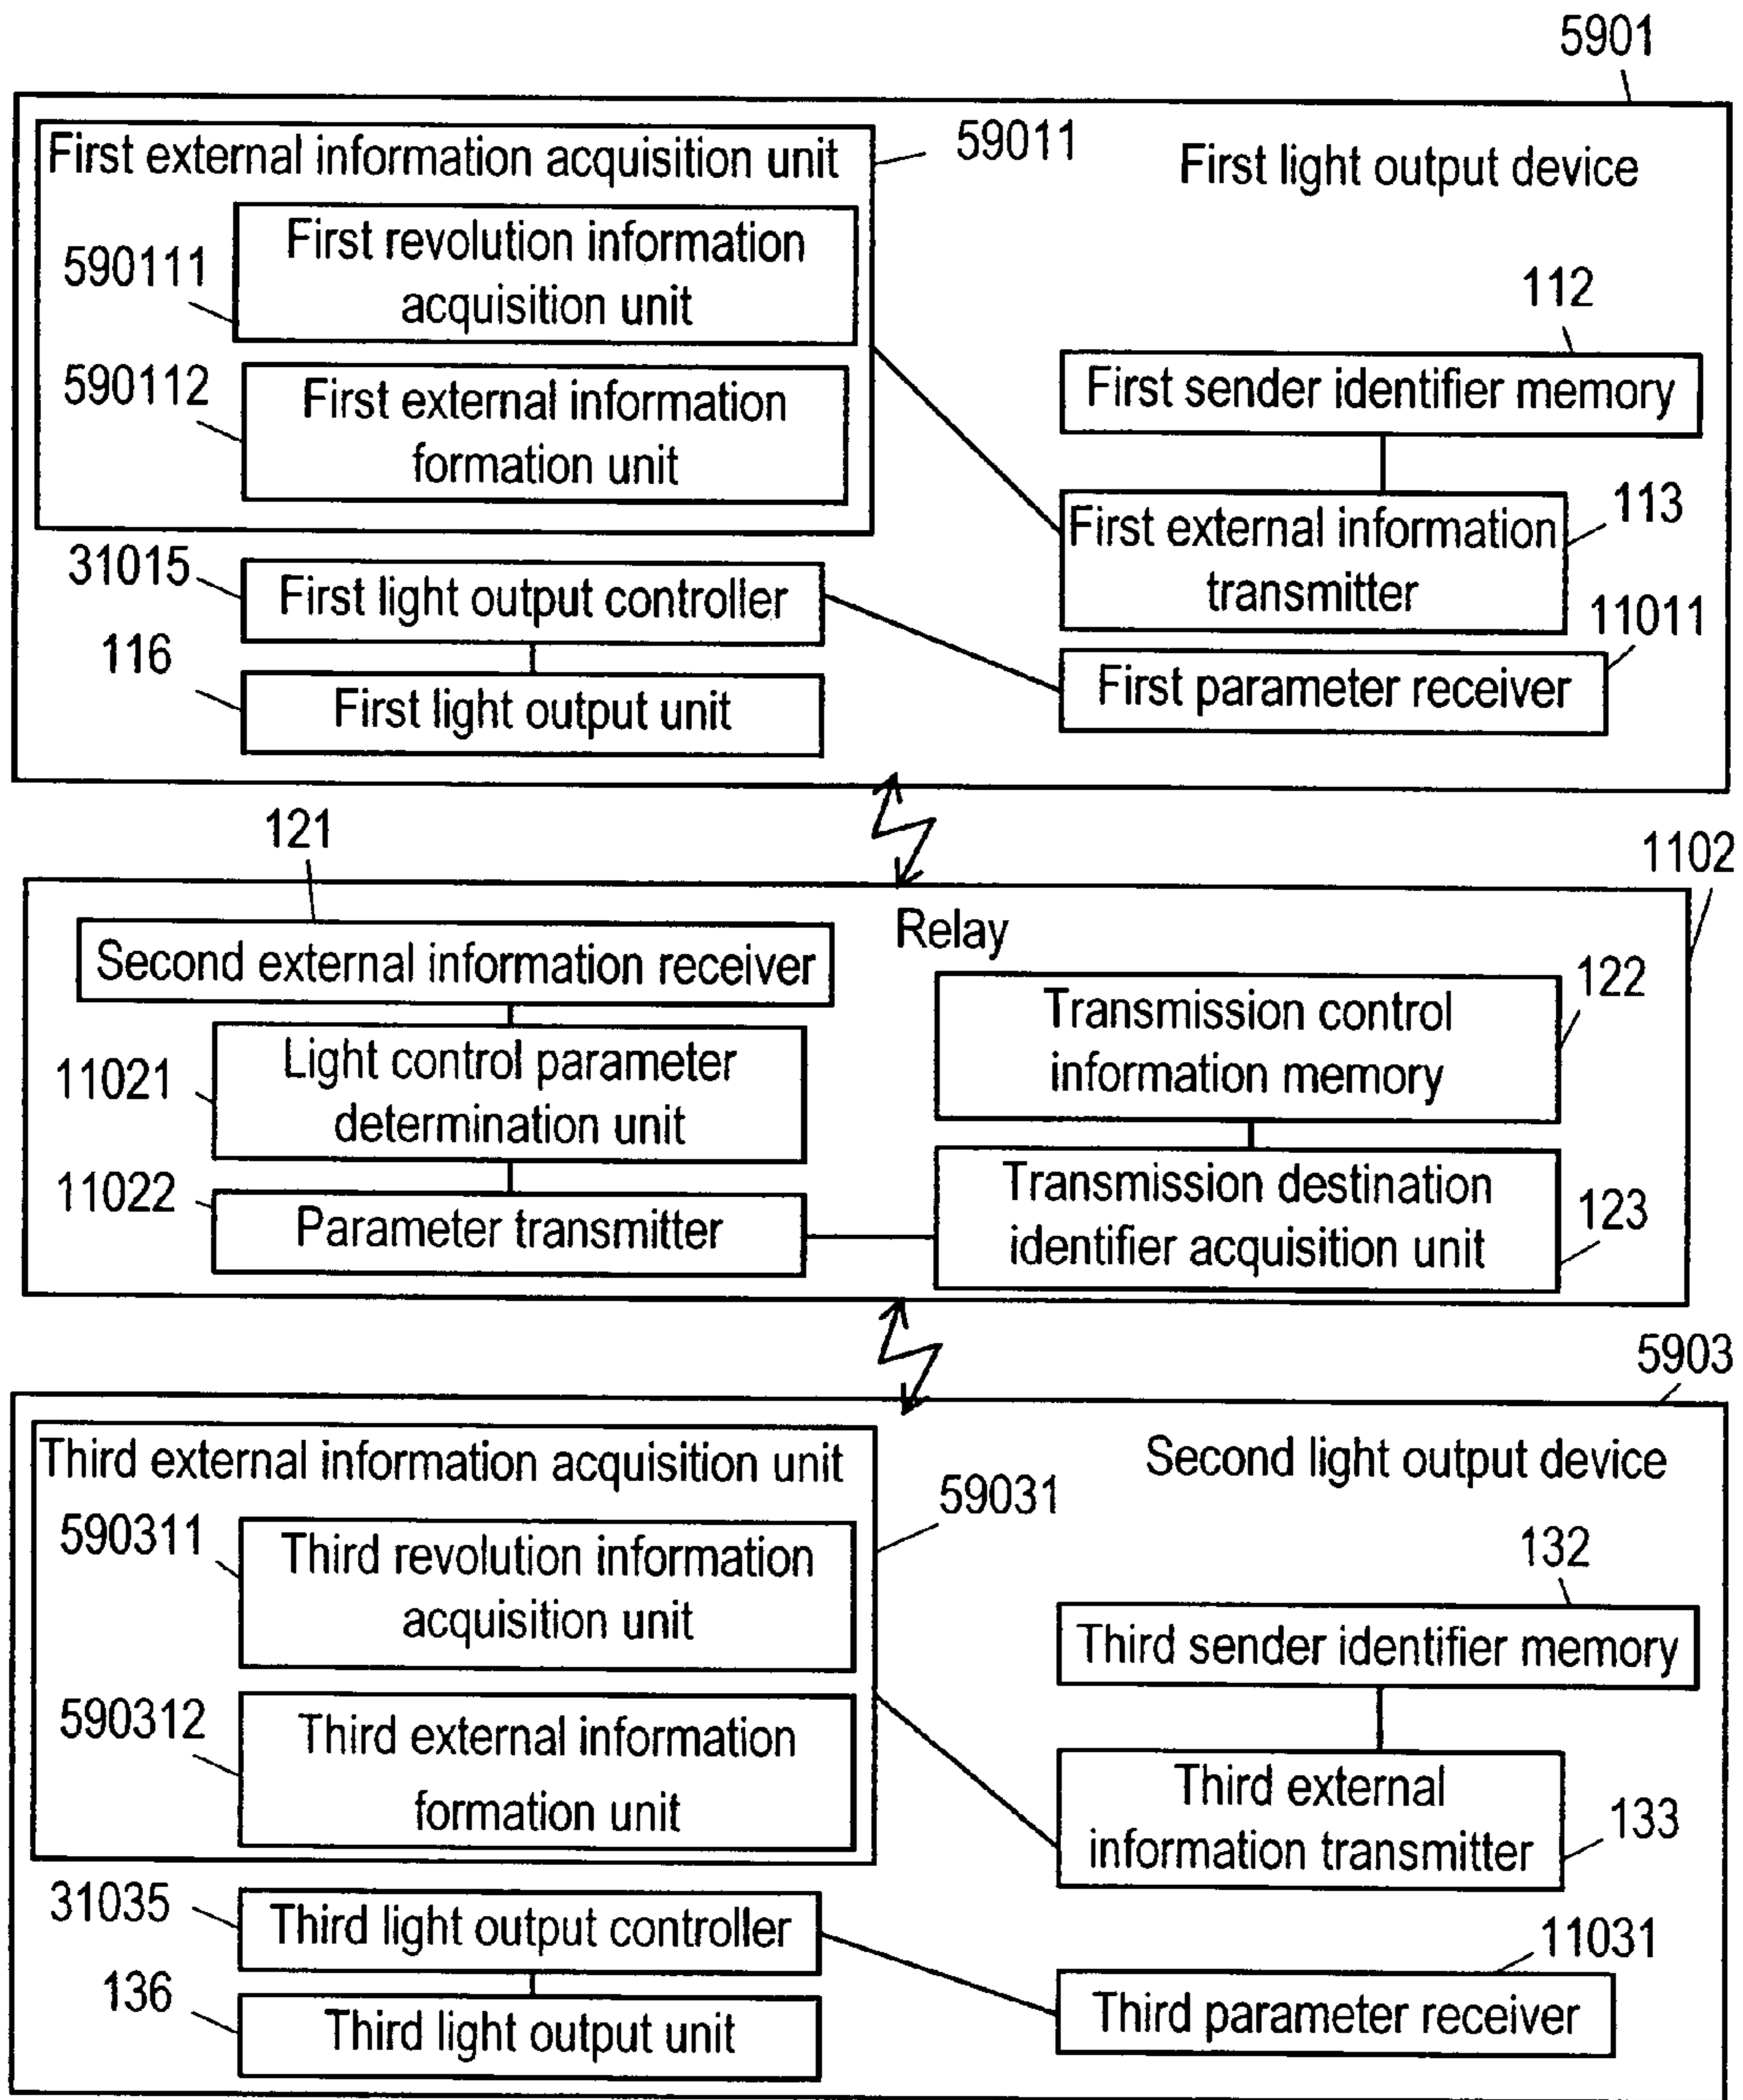 5901
First external information acquisition unit
59011
First light output device
590111
First revolution information
acquisition unit
590112
First external information
formation unit
112
First sender identifier memory
First external information
transmitter
113
31015
First light output controller
116
First light output unit
11011
First parameter receiver
121
1102
Relay
Second external information receiver
122
Transmission control
information memory
11021
Light control parameter
determination unit
11022
Parameter transmitter
Transmission destination
identifier acquisition unit
123
5903
Third external information acquisition unit
59031
Second light output device
590311
Third revolution information
acquisition unit
590312
Third external information
formation unit
132
Third sender identifier memory
Third external
information transmitter
133
31035
Third light output controller
136
Third light output unit
11031
Third parameter receiver